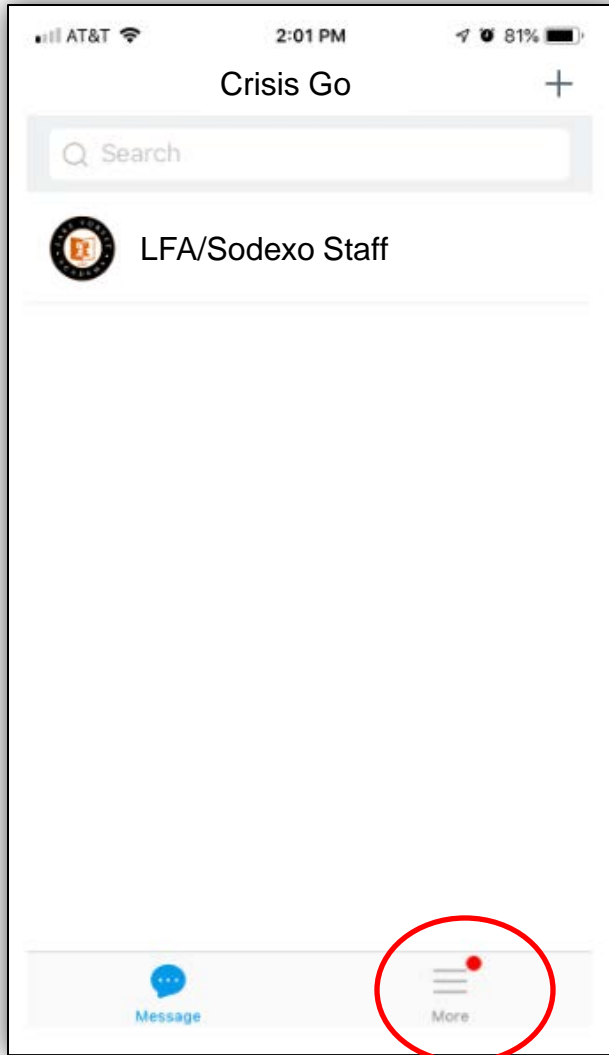 AT&T 2:01 PM 81%
Crisis Go +
Search
LFA/Sodexo Staff
Message More